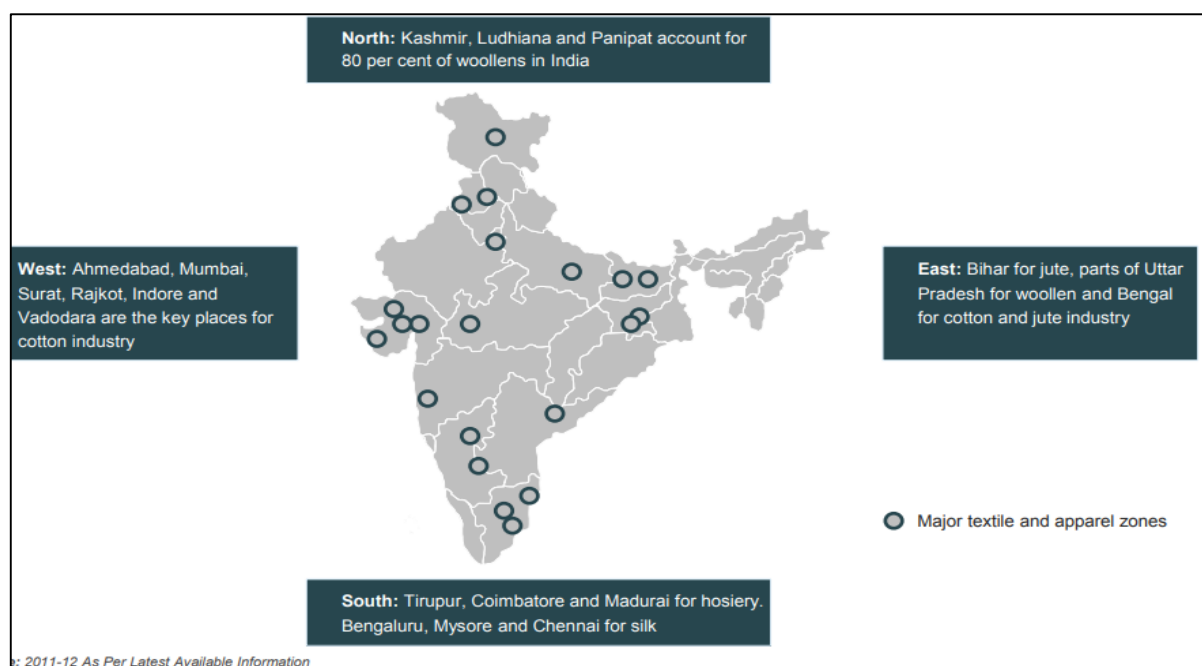 North: Kashmir, Ludhiana and Panipat account for
80 per cent of woollens in India
West: Ahmedabad, Mumbai,
Surat, Rajkot, Indore and
Vadodara are the key places for
cotton industry
East: Bihar for jute, parts of Uttar
Pradesh for woollen and Bengal
for cotton and jute industry
Major textile and apparel zones
South: Tirupur, Coimbatore and Madurai for hosiery.
Bengaluru, Mysore and Chennai for silk
: 2011-12 As Per Latest Available Information